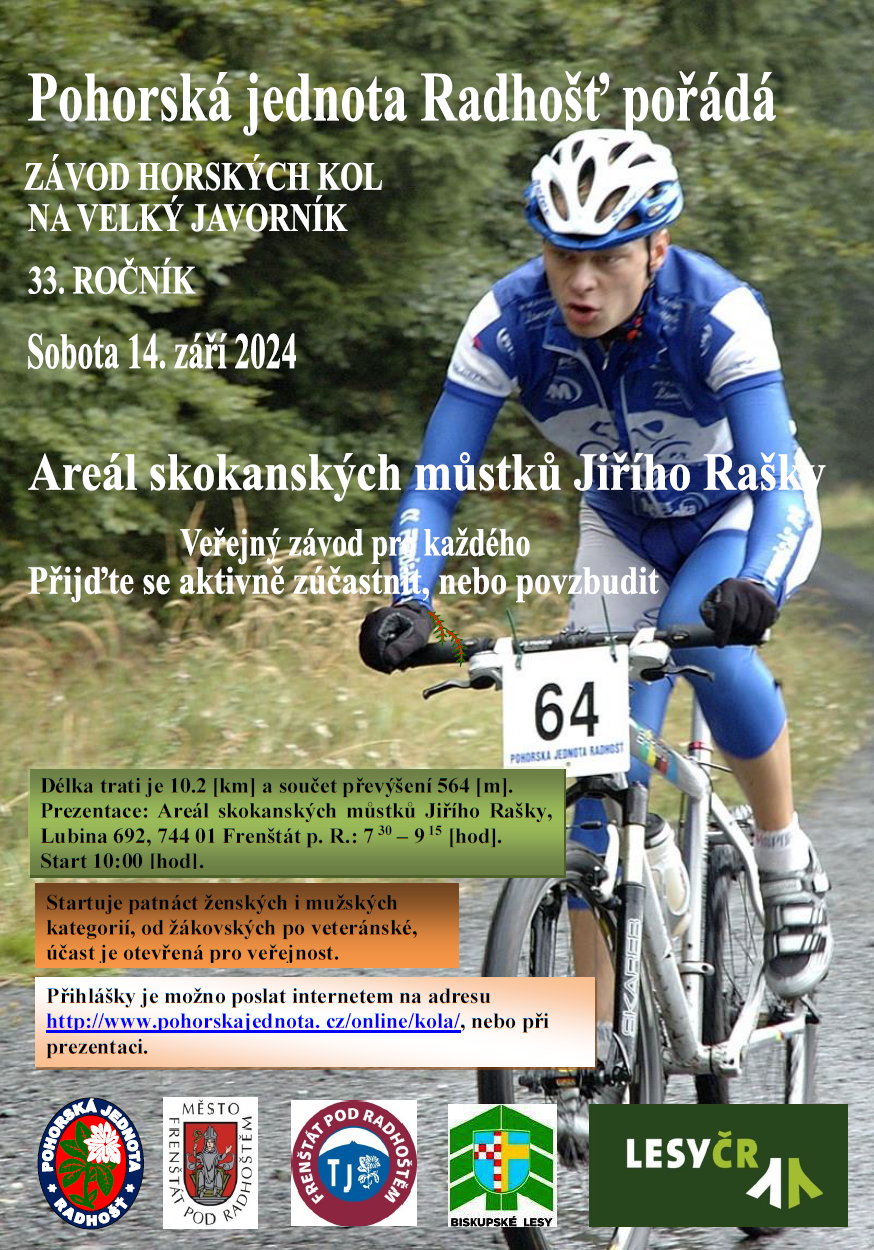 Pohorská jednota Radhošť pořádá
ZÁVOD HORSKÝCH KOL
NA VELKÝ JAVORNÍK
33. ROČNÍK
Sobota 14. září 2024
Areál skokanských můstků Jiřího Rašky
Veřejný závod pro každého
Přijďte se aktivně zúčastnit, nebo povzbudit
64
POHORSKA JEDNOTA RADHOST
Délka trati je 10.2 [km] a součet převýšení 564 [m].
Prezentace: Areál skokanských můstků Jiřího Rašky,
Lubina 692, 744 01 Frenštát p. R.: 7 30 – 9 15 [hod].
Start 10:00 [hod].
Startuje patnáct ženských i mužských
kategorií, od žákovských po veteránské,
účast je otevřená pro veřejnost.
Přihlášky je možno poslat internetem na adresu
http://www.pohorskajednota. cz/online/kola/, nebo při
prezentaci.
SKAREB
POHORSKÁ JEDNOTA
RADHOŠŤ
MĚSTO
FRENŠTÁT
POD RADHOŠTĚM
FRENŠTÁT POD RADHOŠTĚM
TJ
BISKUPSKÉ LESY
LESYČR